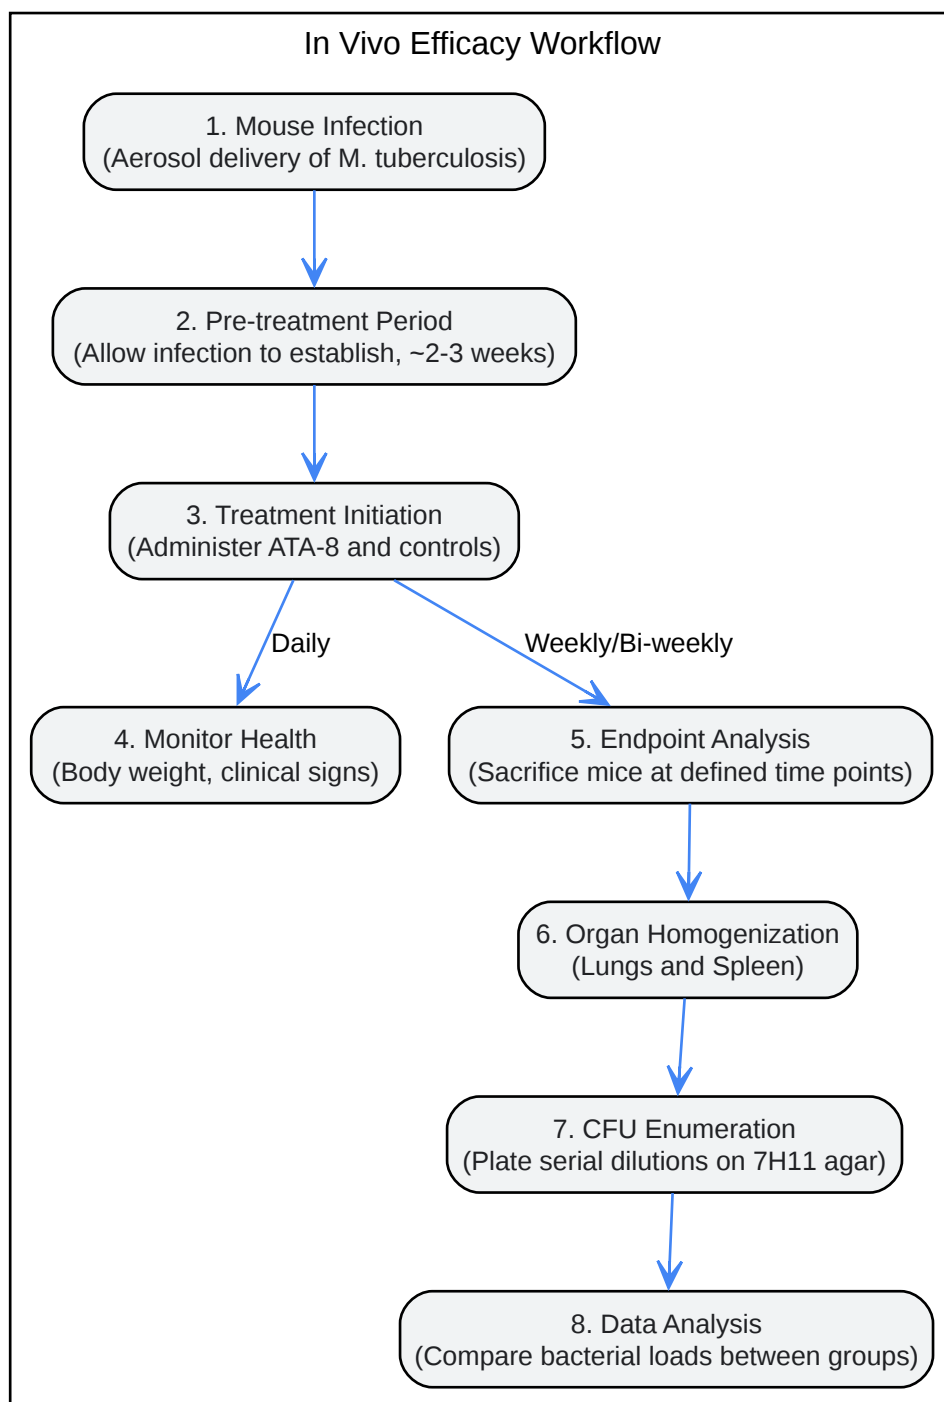 In Vivo Efficacy Workflow
1. Mouse Infection
(Aerosol delivery of M. tuberculosis)
2. Pre-treatment Period
(Allow infection to establish, ~2-3 weeks)
3. Treatment Initiation
(Administer ATA-8 and controls)
Daily
Weekly/Bi-weekly
4. Monitor Health
(Body weight, clinical signs)
5. Endpoint Analysis
(Sacrifice mice at defined time points)
6. Organ Homogenization
(Lungs and Spleen)
7. CFU Enumeration
(Plate serial dilutions on 7H11 agar)
8. Data Analysis
(Compare bacterial loads between groups)